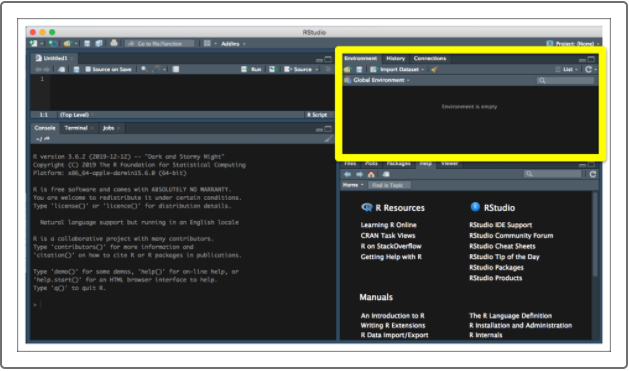 RStudio
Go to file/function
Addins
Project: (None)
Untitled1
Source on Save
Run
Source
1
1:1 (Top Level)
R Script
Console Terminal Jobs
~/
R version 3.6.2 (2019-12-12) -- "Dark and Stormy Night"
Copyright (C) 2019 The R Foundation for Statistical Computing
Platform: x86_64-apple-darwin15.6.0 (64-bit)
R is free software and comes with ABSOLUTELY NO WARRANTY.
You are welcome to redistribute it under certain conditions.
Type 'license()' or 'licence()' for distribution details.
Natural language support but running in an English locale
R is a collaborative project with many contributors.
Type 'contributors()' for more information and
'citation()' on how to cite R or R packages in publications.
Type 'demo()' for some demos, 'help()' for on-line help, or
'help.start()' for an HTML browser interface to help.
Type 'q()' to quit R.
>
Environment History Connections
Import Dataset
List
Global Environment
Environment is empty
Files Plots Packages Help Viewer
Home
Find in Topic
R Resources
Learning R Online
CRAN Task Views
R on StackOverflow
Getting Help with R
RStudio
RStudio IDE Support
RStudio Community Forum
RStudio Cheat Sheets
RStudio Tip of the Day
RStudio Packages
RStudio Products
Manuals
An Introduction to R
Writing R Extensions
R Data Import/Export
The R Language Definition
R Installation and Administration
R Internals